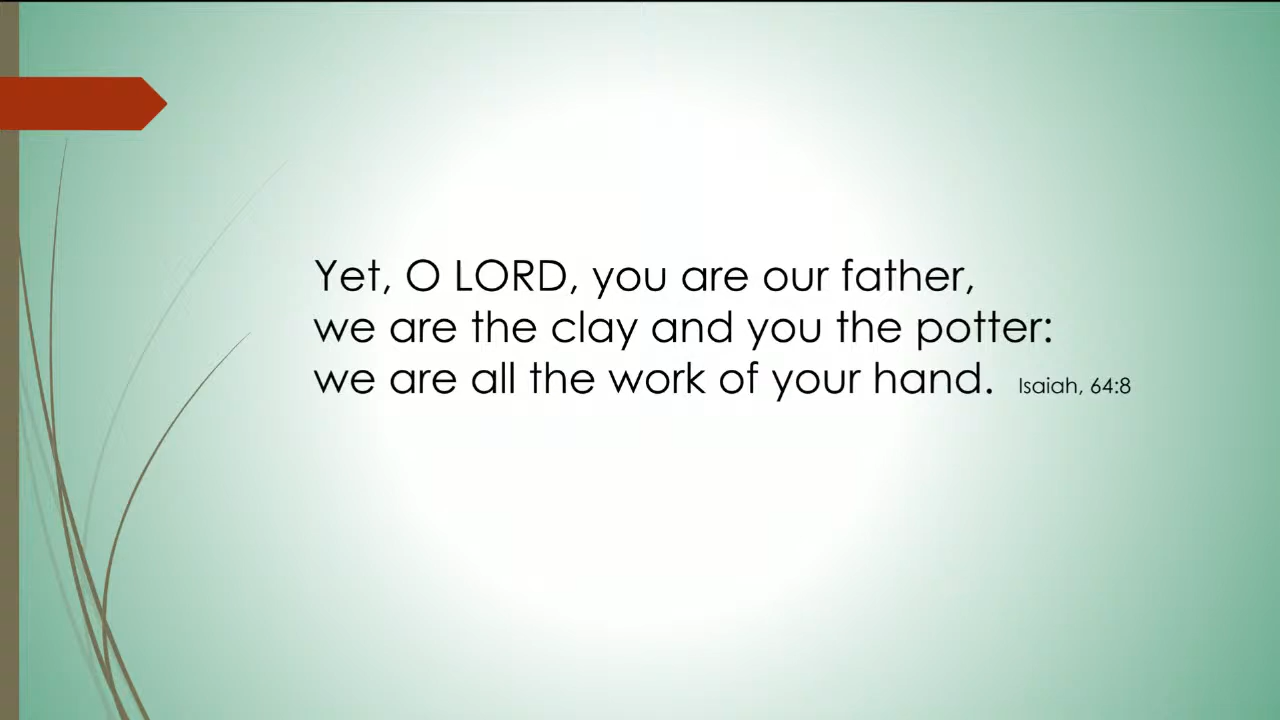 Yet, O LORD, you are our father,
we are the clay and you the potter:
we are all the work of your hand. Isaiah, 64:8